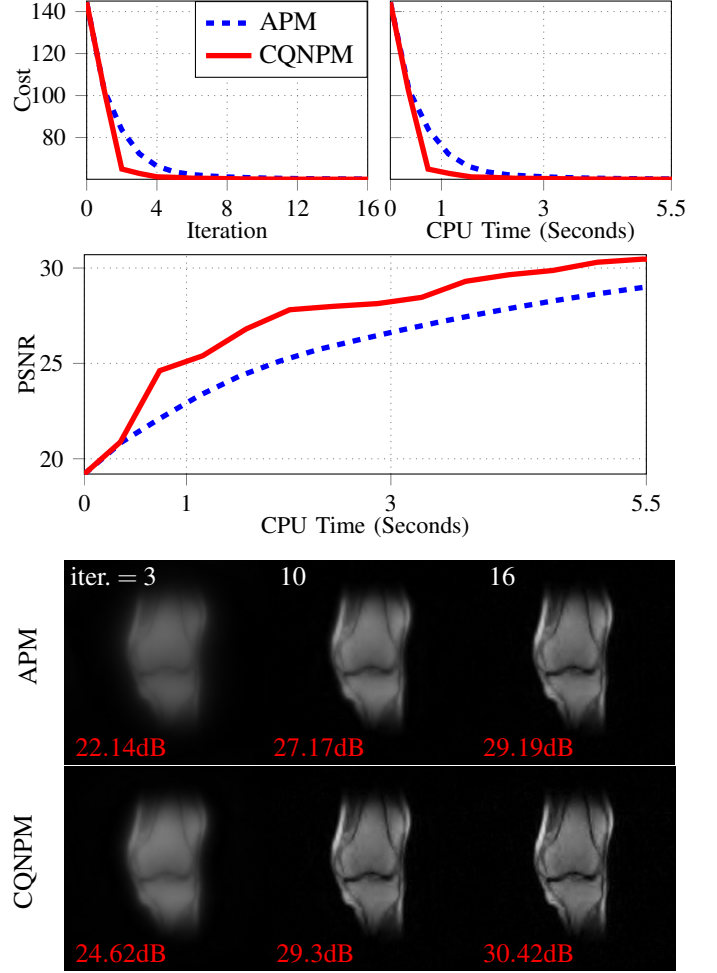 140
100
80
Cost
APM
CQNPM
0
4
8
12
16
Iteration
0
1
3
5.5
CPU Time (Seconds)
30
25
20
PSNR
0
1
3
5.5
CPU Time (Seconds)
iter. = 3
10
16
APM
22.14dB
27.17dB
29.19dB
CQNPM
24.62dB
29.3dB
30.42dB